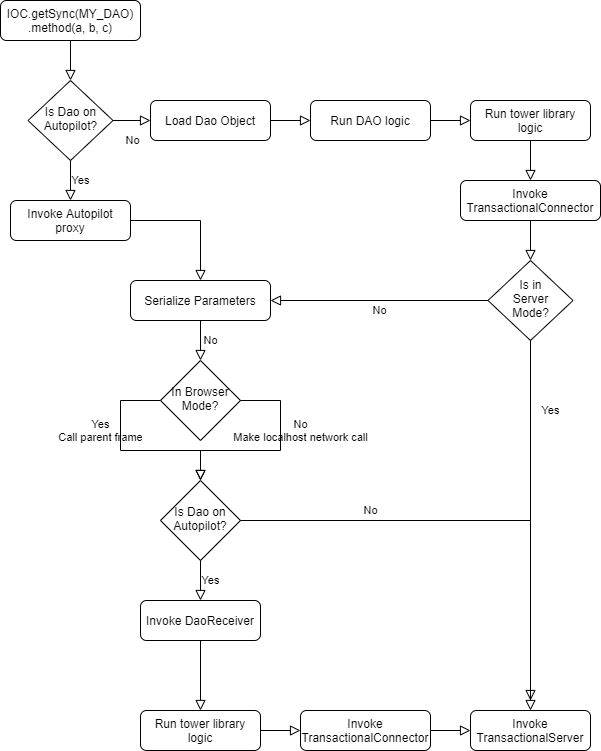 IOC.getSync(MY_DAO)
.method(a, b, c)
Is Dao on
Autopilot?
No
Load Dao Object
Run DAO logic
Run tower library
logic
Yes
Invoke Autopilot
proxy
Invoke
TransactionalConnector
Serialize Parameters
No
Is in
Server
Mode?
No
In Browser
Mode?
Yes
Call parent frame
No
Make localhost network call
Yes
Is Dao on
Autopilot?
No
Yes
Invoke DaoReceiver
Run tower library
logic
Invoke
TransactionalConnector
Invoke
TransactionalServer